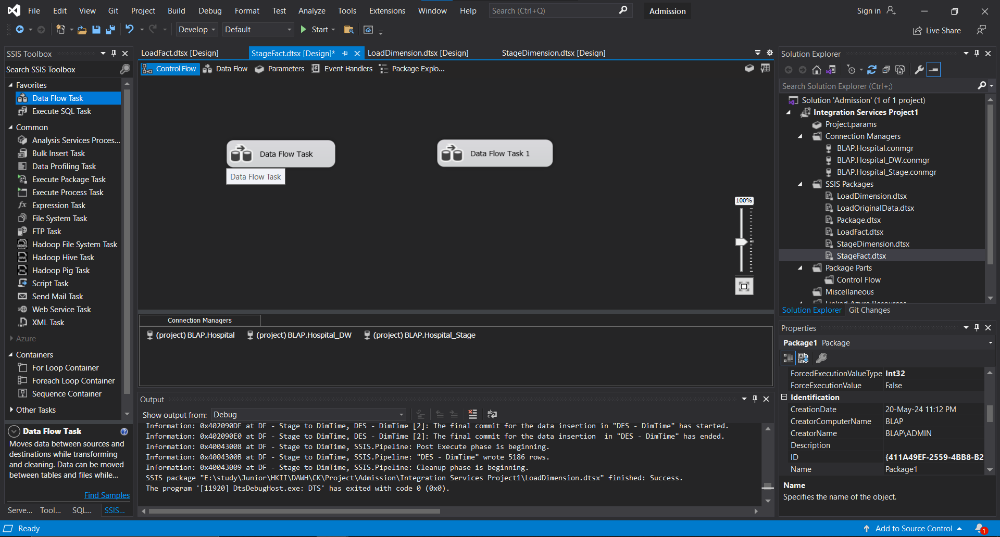 File Edit View Git Project Build Debug Format Test Analyze Tools Extensions Window Help Search (Ctrl+Q) Admission Sign in
Develop Default Start Live Share
SSIS Toolbox
Search SSIS Toolbox
Favorites
Data Flow Task
Execute SQL Task
Common
Analysis Services Proces...
Bulk Insert Task
Data Profiling Task
Execute Package Task
Execute Process Task
Expression Task
File System Task
FTP Task
Hadoop File System Task
Hadoop Hive Task
Hadoop Pig Task
Script Task
Send Mail Task
Web Service Task
XML Task
Azure
Containers
For Loop Container
Foreach Loop Container
Sequence Container
Other Tasks
Data Flow Task
Moves data between sources and
destinations while transforming
and cleaning. Data can be moved
between tables and files while...
Find Samples
Serve... Tool... SQL... SSIS...
LoadFact.dtsx [Design] StageFact.dtsx [Design]* LoadDimension.dtsx [Design] StageDimension.dtsx [Design]
Control Flow Data Flow Parameters Event Handlers Package Explo...
Data Flow Task
Data Flow Task
Data Flow Task 1
100%
Connection Managers
(project) BLAP.Hospital (project) BLAP.Hospital_DW (project) BLAP.Hospital_Stage
Output
Show output from: Debug
Information: 0x402090DF at DF - Stage to DimTime, DES - DimTime [2]: The final commit for the data insertion in "DES - DimTime" has started.
Information: 0x402090E0 at DF - Stage to DimTime, DES - DimTime [2]: The final commit for the data insertion  in "DES - DimTime" has ended.
Information: 0x40043008 at DF - Stage to DimTime, SSIS.Pipeline: Post Execute phase is beginning.
Information: 0x4004300B at DF - Stage to DimTime, SSIS.Pipeline: "DES - DimTime" wrote 5186 rows.
Information: 0x40043009 at DF - Stage to DimTime, SSIS.Pipeline: Cleanup phase is beginning.
SSIS package "E:\study\Junior\HKII\DAWH\CK\Project\Admission\Integration Services Project1\LoadDimension.dtsx" finished: Success.
The program '[11920] DtsDebugHost.exe: DTS' has exited with code 0 (0x0).
Solution Explorer
Search Solution Explorer (Ctrl+;)
Solution 'Admission' (1 of 1 project)
Integration Services Project1
Project.params
Connection Managers
BLAP.Hospital.conmgr
BLAP.Hospital_DW.conmgr
BLAP.Hospital_Stage.conmgr
SSIS Packages
LoadDimension.dtsx
LoadOriginalData.dtsx
Package.dtsx
LoadFact.dtsx
StageDimension.dtsx
StageFact.dtsx
Package Parts
Control Flow
Miscellaneous
Linked Azure Resources
Solution Explorer Git Changes
Properties
Package1 Package
ForcedExecutionValueType Int32
ForceExecutionValue False
Identification
CreationDate 20-May-24 11:12 PM
CreatorComputerName BLAP
CreatorName BLAP\ADMIN
Description
ID {411A49EF-2559-4BB8-B2
Name Package1
Name
Specifies the name of the object.
Ready Add to Source Control 1